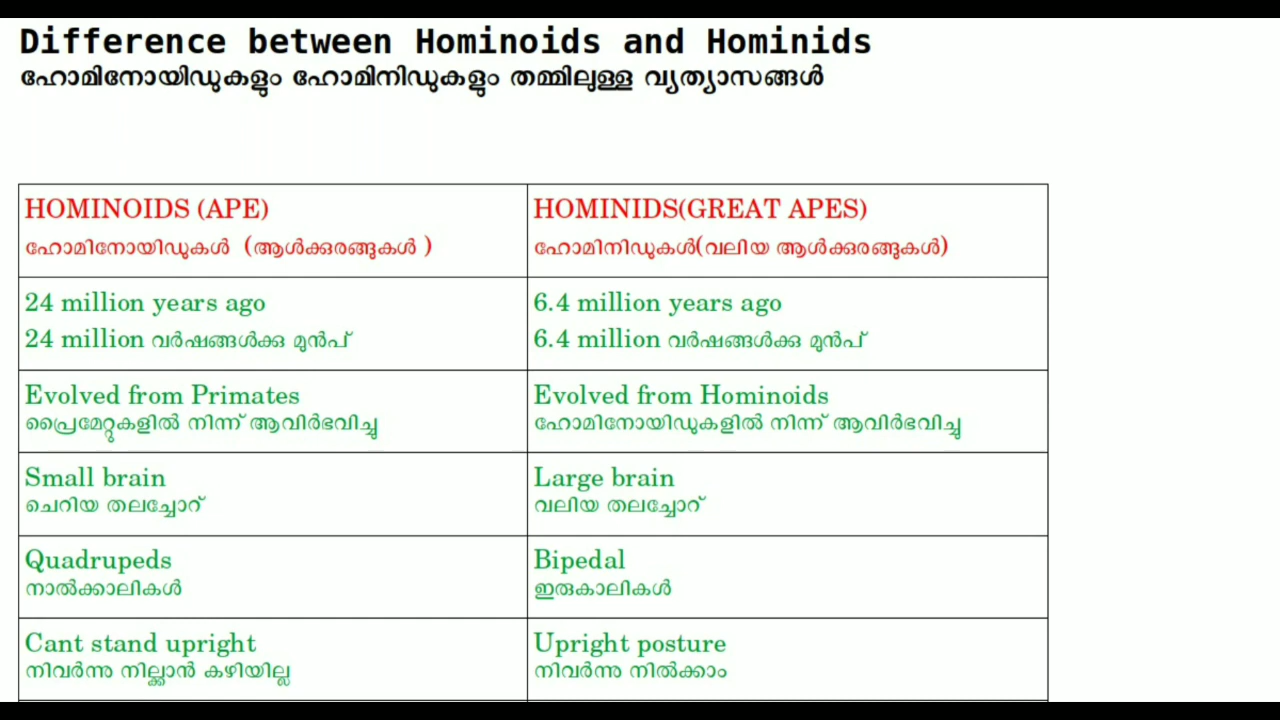 Difference between Hominoids and Hominids
ഹോമിനോയിഡുകളും ഹോമിനിഡുകളും തമ്മിലുള്ള വ്യത്യാസങ്ങൾ
HOMINOIDS (APE)
ഹോമിനോയിഡുകൾ (ആൾക്കുരങ്ങുകൾ )
HOMINIDS(GREAT APES)
ഹോമിനിഡുകൾ(വലിയ ആൾക്കുരങ്ങുകൾ)
24 million years ago
24 million വർഷങ്ങൾക്കു മുൻപ്
6.4 million years ago
6.4 million വർഷങ്ങൾക്കു മുൻപ്
Evolved from Primates
പ്രൈമേറ്റുകളിൽ നിന്ന് ആവിർഭവിച്ചു
Evolved from Hominoids
ഹോമിനോയിഡുകളിൽ നിന്ന് ആവിർഭവിച്ചു
Small brain
ചെറിയ തലച്ചോറ്
Large brain
വലിയ തലച്ചോറ്
Quadrupeds
നാൽക്കാലികൾ
Bipedal
ഇരുകാലികൾ
Cant stand upright
നിവർന്നു നില്ക്കാൻ കഴിയില്ല
Upright posture
നിവർന്നു നിൽക്കാം